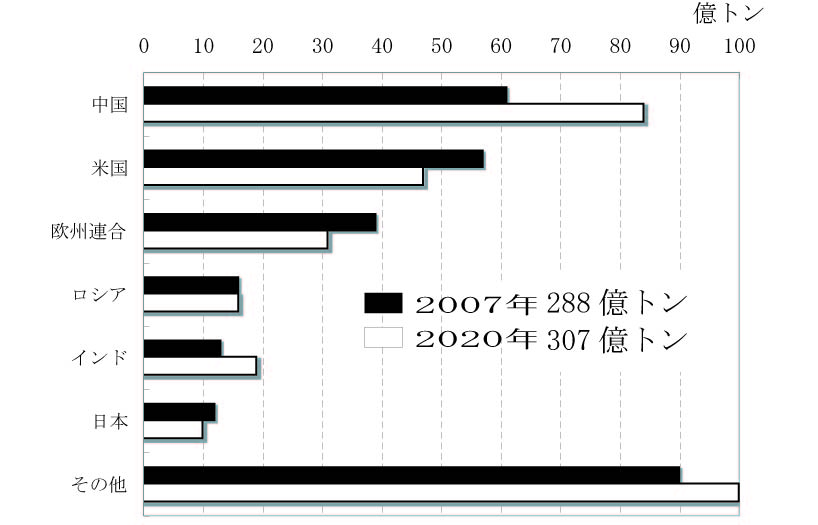 億トン
0 10 20 30 40 50 60 70 80 90 100
中国
米国
欧州連合
ロシア
２００７年 288 億トン
２０２０年 307 億トン
インド
日本
その他